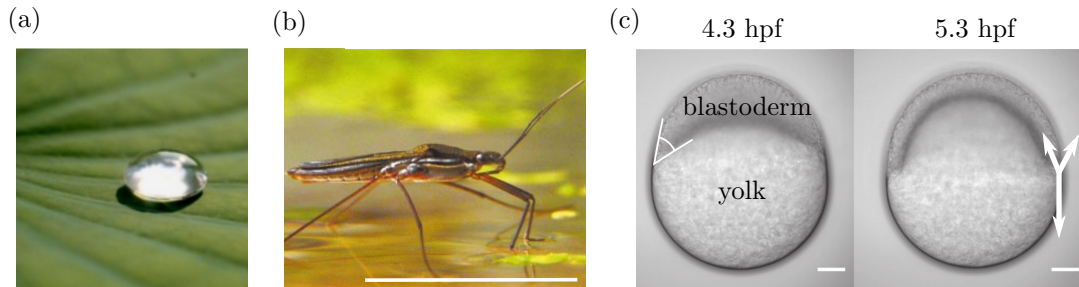 (a)
(b)
(c)
4.3 hpf
5.3 hpf
blastoderm
yolk